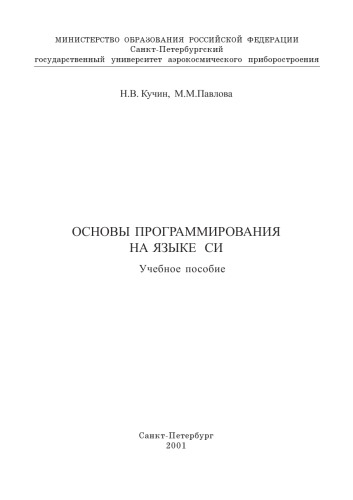 МИНИСТЕРСТВО ОБРАЗОВАНИЯ РОССИЙСКОЙ ФЕДЕРАЦИИ
Санкт-Петербургский
государственный университет аэрокосмического приборостроения
Н.В. Кучин, М.М.Павлова
ОСНОВЫ ПРОГРАММИРОВАНИЯ
НА ЯЗЫКЕ СИ
Учебное пособие
Санкт-Петербург
2001